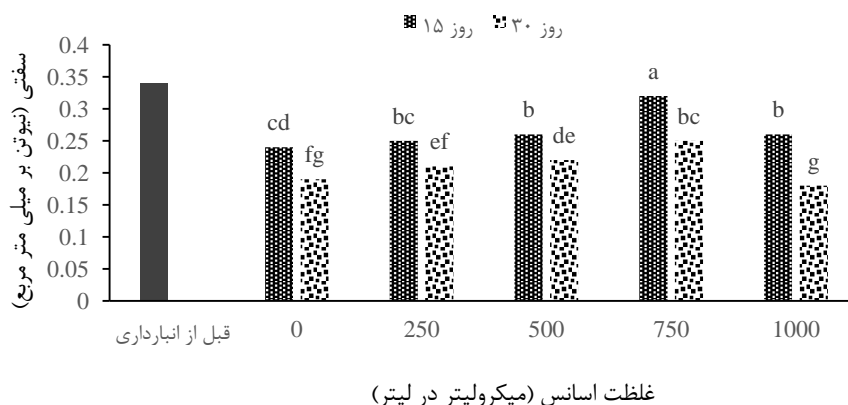 ۱۵ روز ۳۰ روز
سفتی (نیوتن بر میلی متر مربع)
0.4
0.35
0.3
0.25
0.2
0.15
0.1
0.05
0
cd
fg
bc
ef
b
de
a
bc
b
g
قبل از انبارداری 0 250 500 750 1000
غلظت اسانس (میکرولیتر در لیتر)